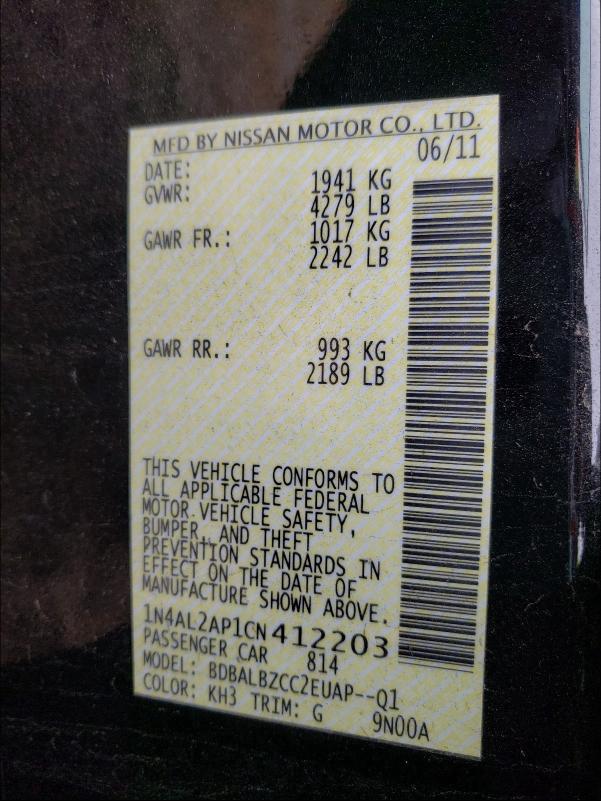 MFD BY NISSAN MOTOR CO., LTD.
DATE: 06/11
GVWR: 1941 KG
4279 LB
GAWR FR.: 1017 KG
2242 LB
GAWR RR.: 993 KG
2189 LB
THIS VEHICLE CONFORMS TO
ALL APPLICABLE FEDERAL
MOTOR VEHICLE SAFETY,
BUMPER, AND THEFT
PREVENTION STANDARDS IN
EFFECT ON THE DATE OF
MANUFACTURE SHOWN ABOVE.
1N4AL2AP1CN412203
PASSENGER CAR 814
MODEL: BDBALBZCC2EUAP--Q1
COLOR: KH3 TRIM: G 9N00A